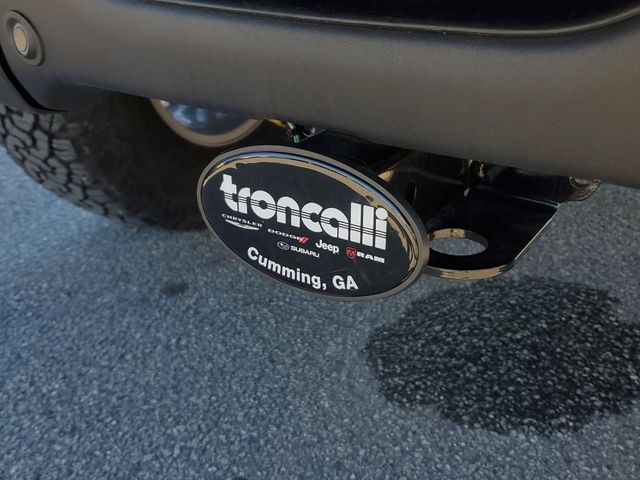 troncalli
CHRYSLER DODGE Jeep RAM
SUBARU
Cumming, GA